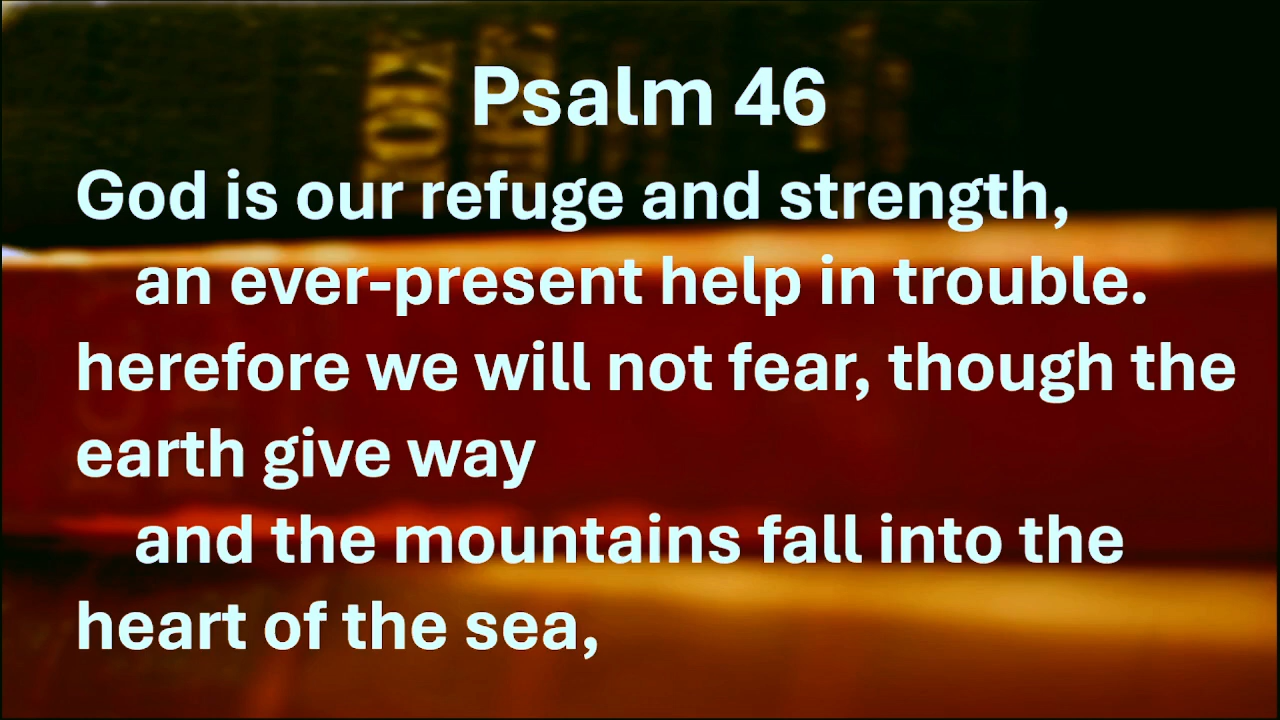 Psalm 46
God is our refuge and strength,
an ever-present help in trouble.
herefore we will not fear, though the
earth give way
and the mountains fall into the
heart of the sea,